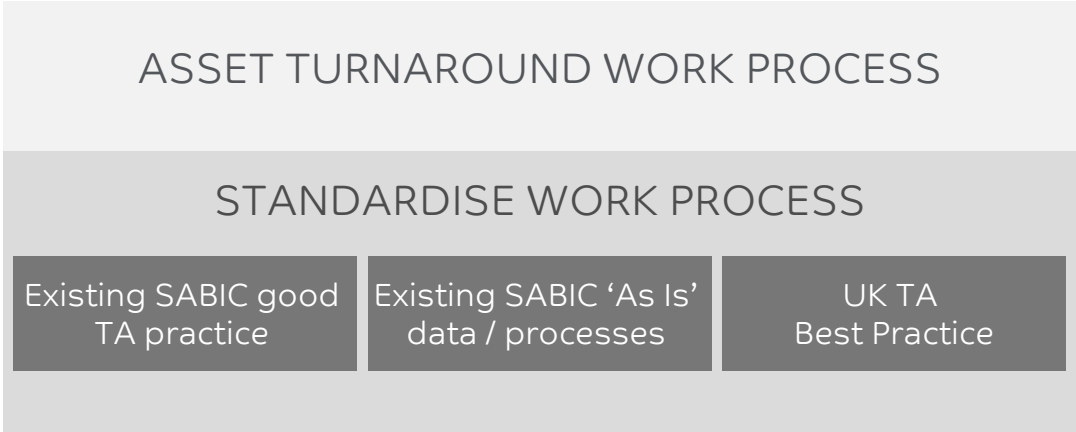 ASSET TURNAROUND WORK PROCESS
STANDARDISE WORK PROCESS
Existing SABIC good
TA practice
Existing SABIC ‘As Is’
data / processes
UK TA
Best Practice